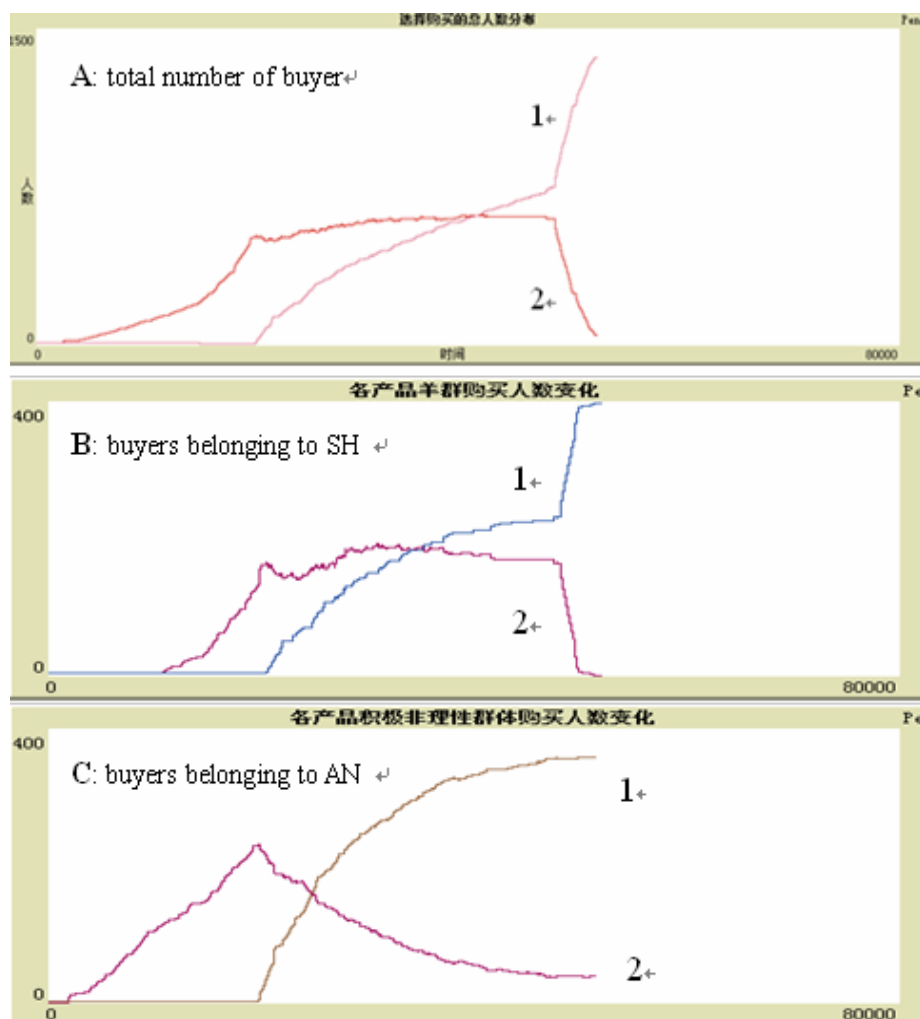 选择购买的总人数分布
Pen
1500
A: total number of buyer↵
1↵
人数
2↵
0
0 时间 80000
各产品羊群购买人数变化
Pe
400
B: buyers belonging to SH ↵
1↵
2↵
0
0 80000
各产品积极非理性群体购买人数变化
Pe
400
C: buyers belonging to AN ↵
1↵
2↵
0
0 80000